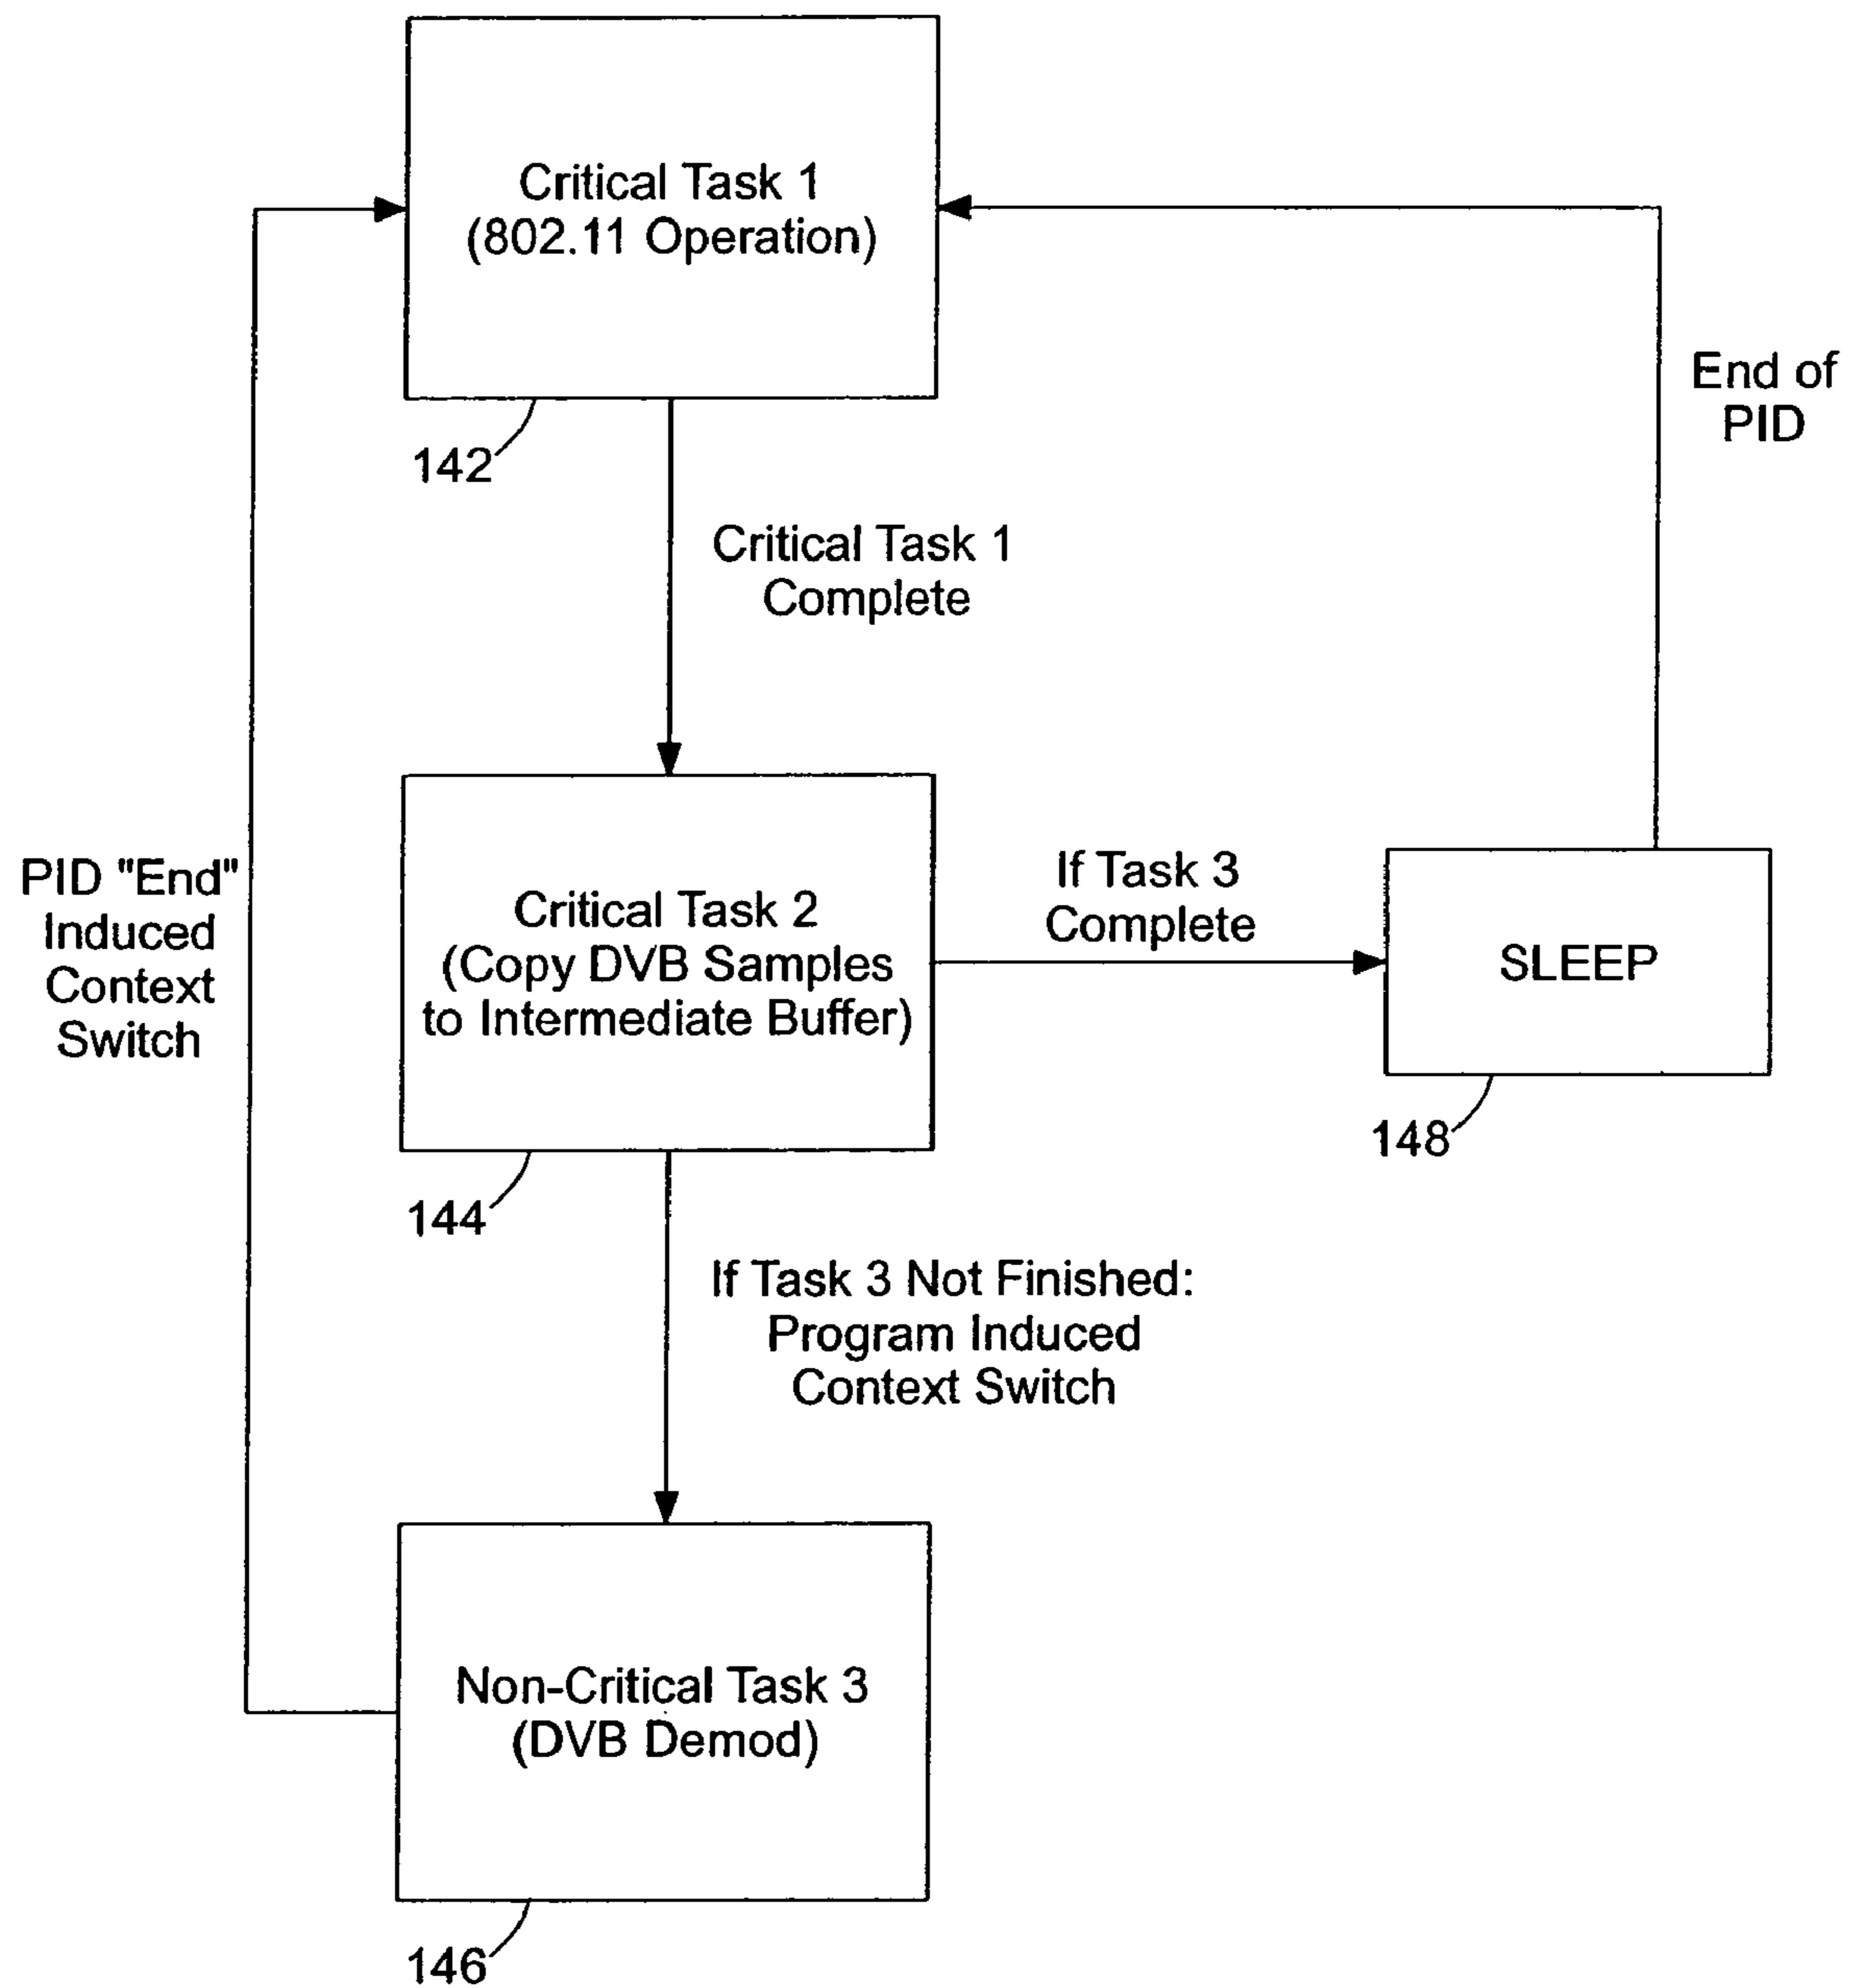 Critical Task 1
(802.11 Operation)
142
End of
PID
Critical Task 1
Complete
PID "End"
Induced
Context
Switch
Critical Task 2
(Copy DVB Samples
to Intermediate Buffer)
144
If Task 3
Complete
SLEEP
148
If Task 3 Not Finished:
Program Induced
Context Switch
Non-Critical Task 3
(DVB Demod)
146